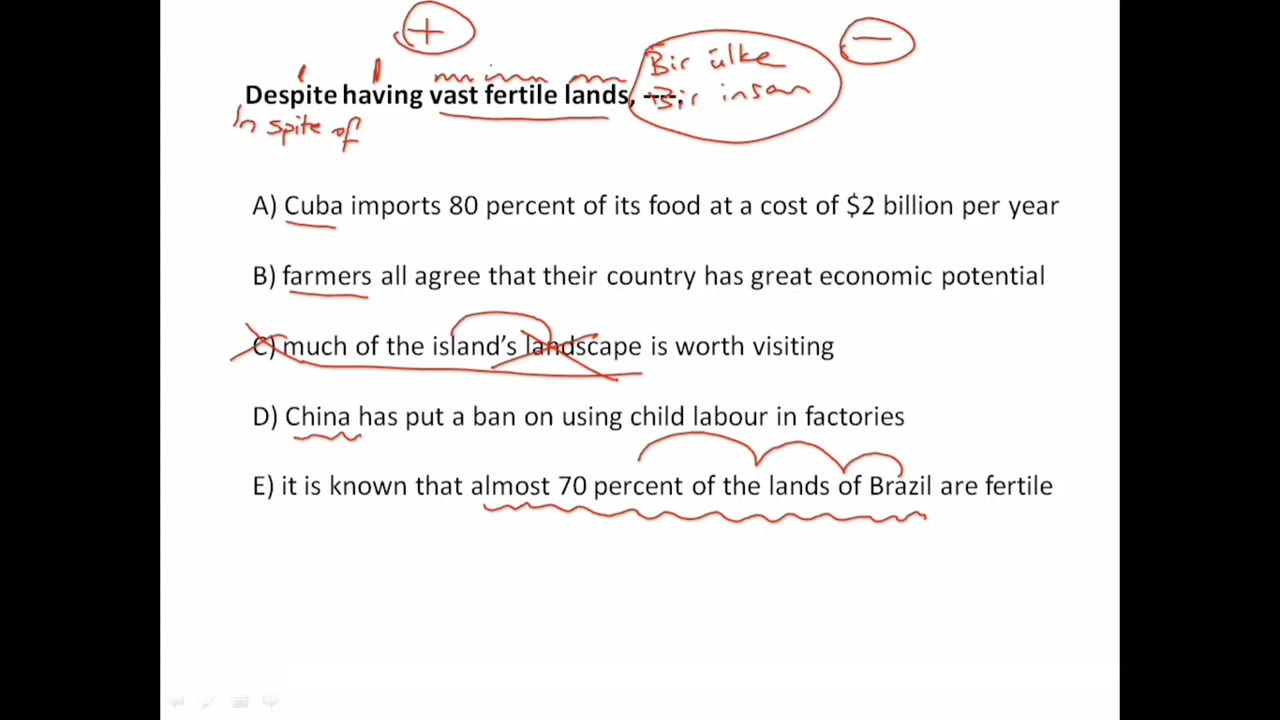 Bir ülke
Despite having vast fertile lands, ----.
Bir insan
In spite of
A) Cuba imports 80 percent of its food at a cost of $2 billion per year
B) farmers all agree that their country has great economic potential
C) much of the island's landscape is worth visiting
D) China has put a ban on using child labour in factories
E) it is known that almost 70 percent of the lands of Brazil are fertile